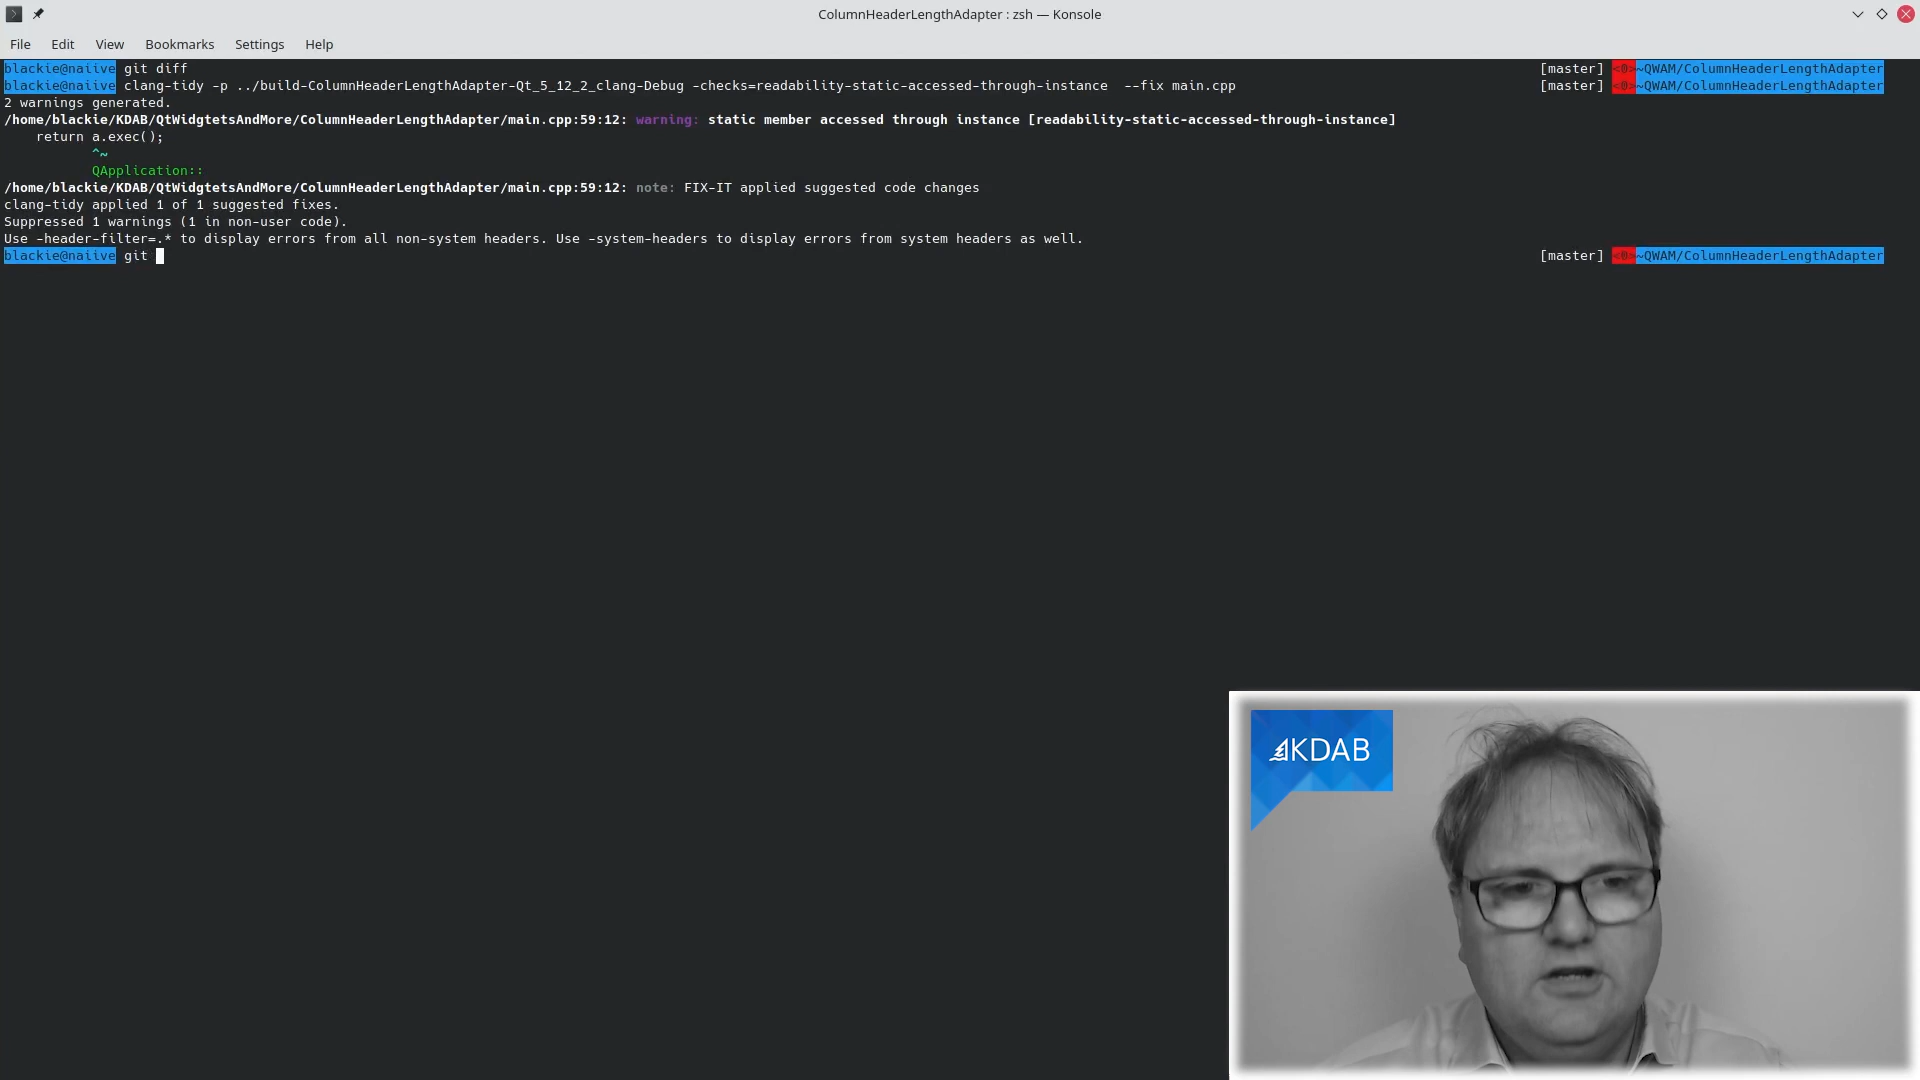 ColumnHeaderLengthAdapter : zsh — Konsole
File Edit View Bookmarks Settings Help
blackie@naiive git diff [master] <0>~QWAM/ColumnHeaderLengthAdapter
blackie@naiive clang-tidy -p ../build-ColumnHeaderLengthAdapter-Qt_5_12_2_clang-Debug -checks=readability-static-accessed-through-instance --fix main.cpp [master] <0>~QWAM/ColumnHeaderLengthAdapter
2 warnings generated.
/home/blackie/KDAB/QtWidgtetsAndMore/ColumnHeaderLengthAdapter/main.cpp:59:12: warning: static member accessed through instance [readability-static-accessed-through-instance]
return a.exec();
^~
QApplication::
/home/blackie/KDAB/QtWidgtetsAndMore/ColumnHeaderLengthAdapter/main.cpp:59:12: note: FIX-IT applied suggested code changes
clang-tidy applied 1 of 1 suggested fixes.
Suppressed 1 warnings (1 in non-user code).
Use -header-filter=.* to display errors from all non-system headers. Use -system-headers to display errors from system headers as well.
blackie@naiive git [master] <0>~QWAM/ColumnHeaderLengthAdapter
KDAB